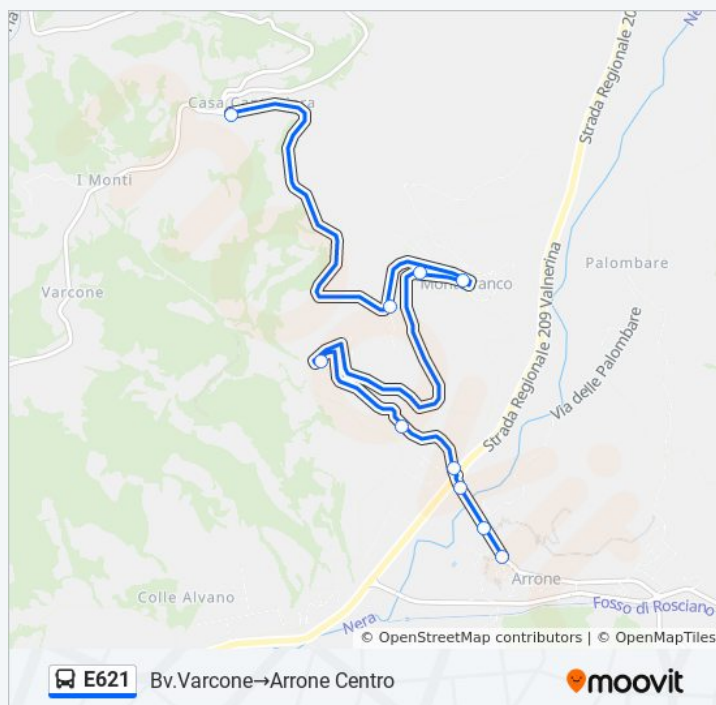 Strada Regionale 20
Ne
Casa Ca
I Monti
Palombare
Varcone
Strada Regionale 209 Valnerina
Via delle Palombare
Colle Alvano
Arrone
Fosso di Rosciano
Nera
© OpenStreetMap contributors | © OpenMapTiles
E621 Bv.Varcone→Arrone Centro
moovit